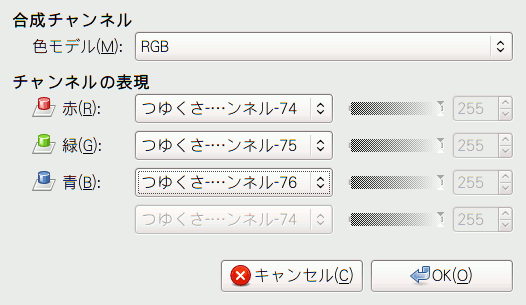 合成チャンネル
色モデル(M): RGB
チャンネルの表現
赤(R): つゆくさ-…ンネル-74 255
緑(G): つゆくさ-…ンネル-75 255
青(B): つゆくさ-…ンネル-76 255
つゆくさ-…ンネル-74 255
キャンセル(C) OK(O)